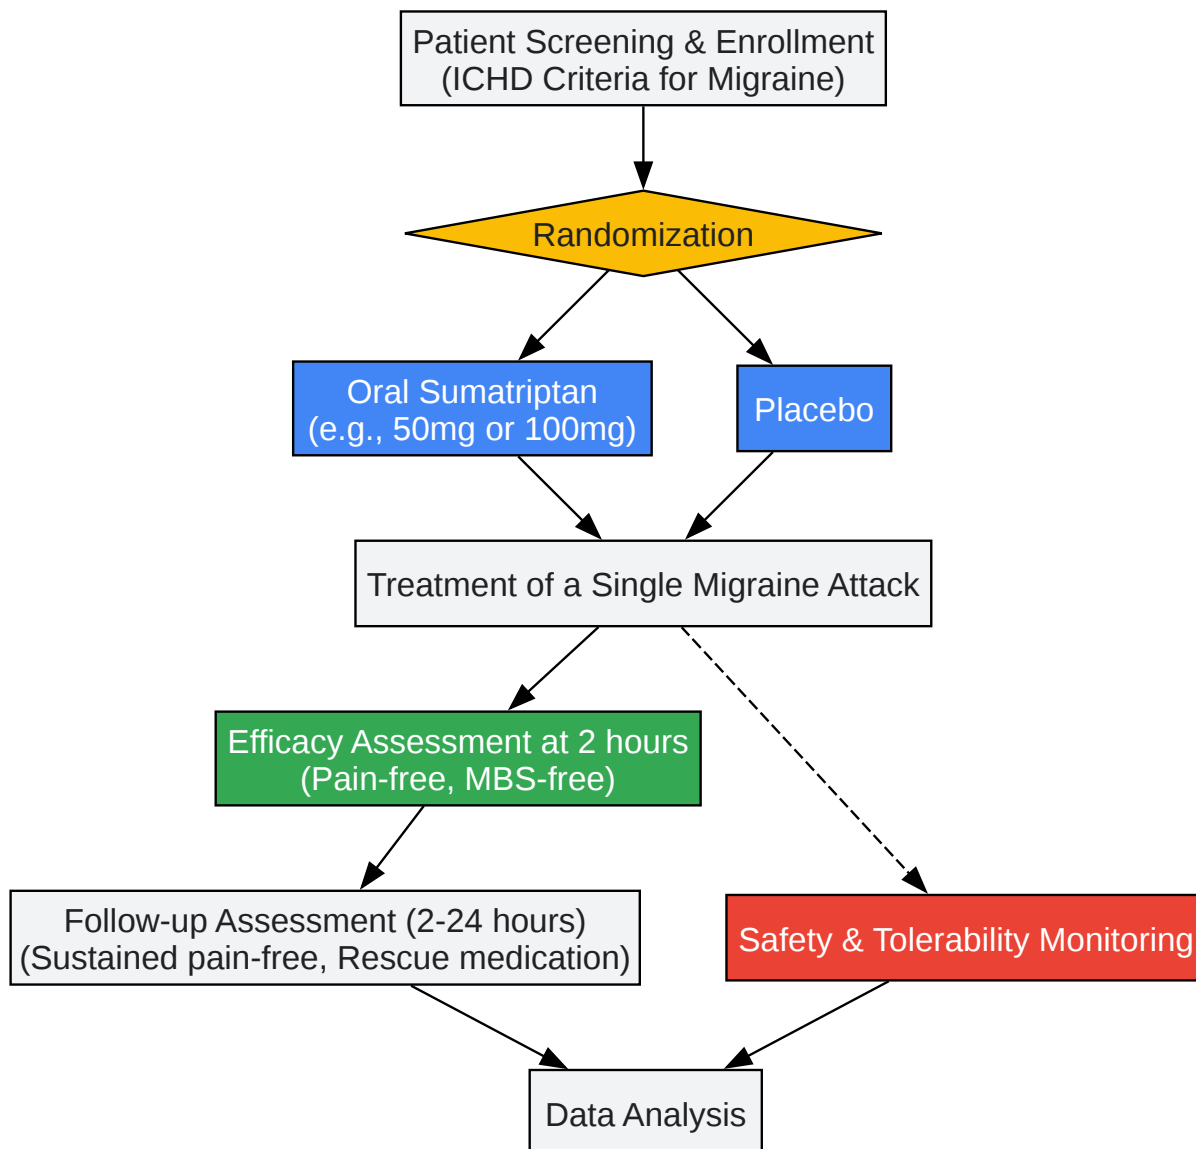 Patient Screening & Enrollment
(ICHD Criteria for Migraine)
Randomization
Oral Sumatriptan
(e.g., 50mg or 100mg)
Placebo
Treatment of a Single Migraine Attack
Efficacy Assessment at 2 hours
(Pain-free, MBS-free)
Follow-up Assessment (2-24 hours)
(Sustained pain-free, Rescue medication)
Safety & Tolerability Monitoring
Data Analysis